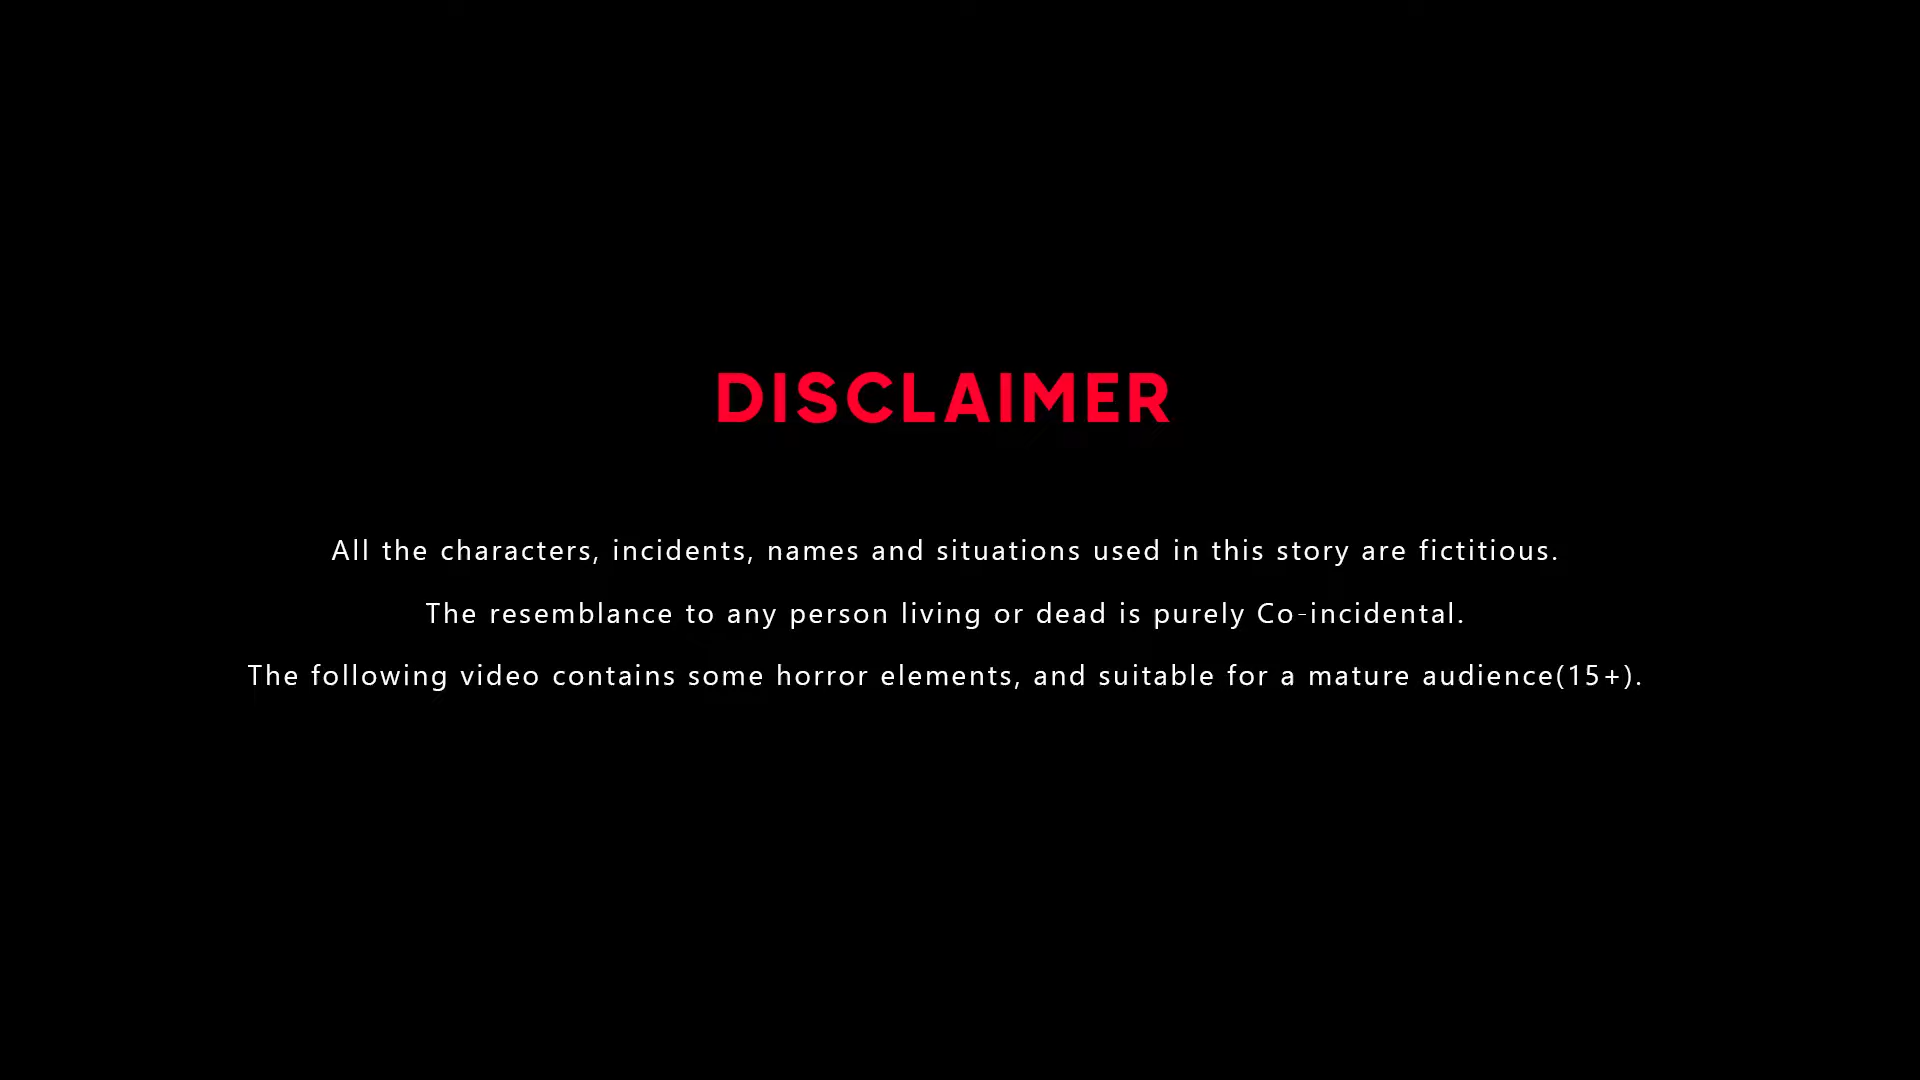 DISCLAIMER
All the characters, incidents, names and situations used in this story are fictitious.
The resemblance to any person living or dead is purely Co-incidental.
The following video contains some horror elements, and suitable for a mature audience(15+).